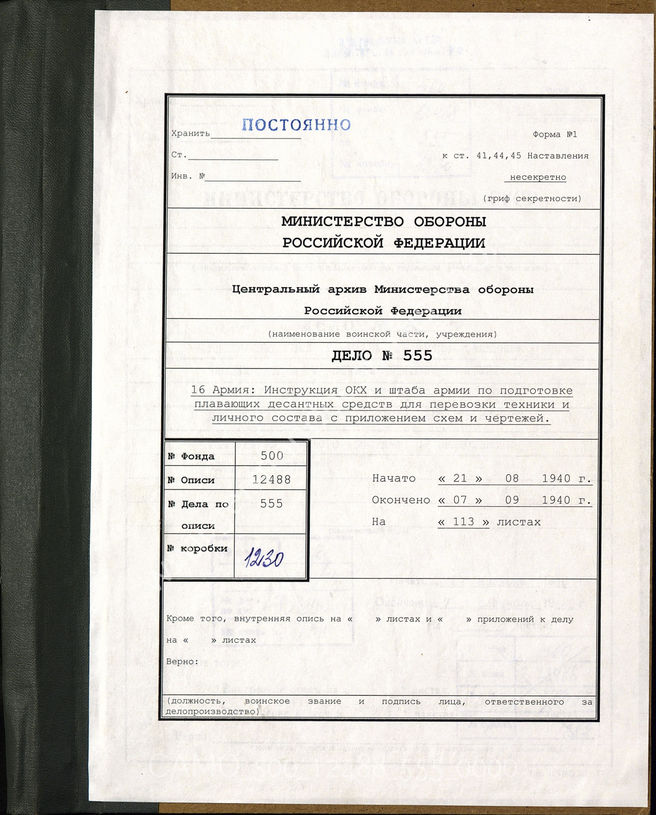 ПОСТОЯННО
Хранить
Форма №1
Ст.
к ст. 41,44,45 Наставления
Инв. №
несекретно
(гриф секретности)
МИНИСТЕРСТВО ОБОРОНЫ
РОССИЙСКОЙ ФЕДЕРАЦИИ
Центральный архив Министерства обороны
Российской Федерации
(наименование воинской части, учреждения)
ДЕЛО № 555
16 Армия: Инструкция ОКХ и штаба армии по подготовке
плавающих десантных средств для перевозки техники и
личного состава с приложением схем и чертежей.
№ Фонда 500
№ Описи 12488
№ Дела по 555
описи
№ коробки 1230
Начато « 21 » 08 1940 г.
Окончено « 07 » 09 1940 г.
На « 113 » листах
Кроме того, внутренняя опись на « » листах и « » приложений к делу
на « » листах
Верно:
(должность, воинское звание и подпись лица, ответственного за
делопроизводство)